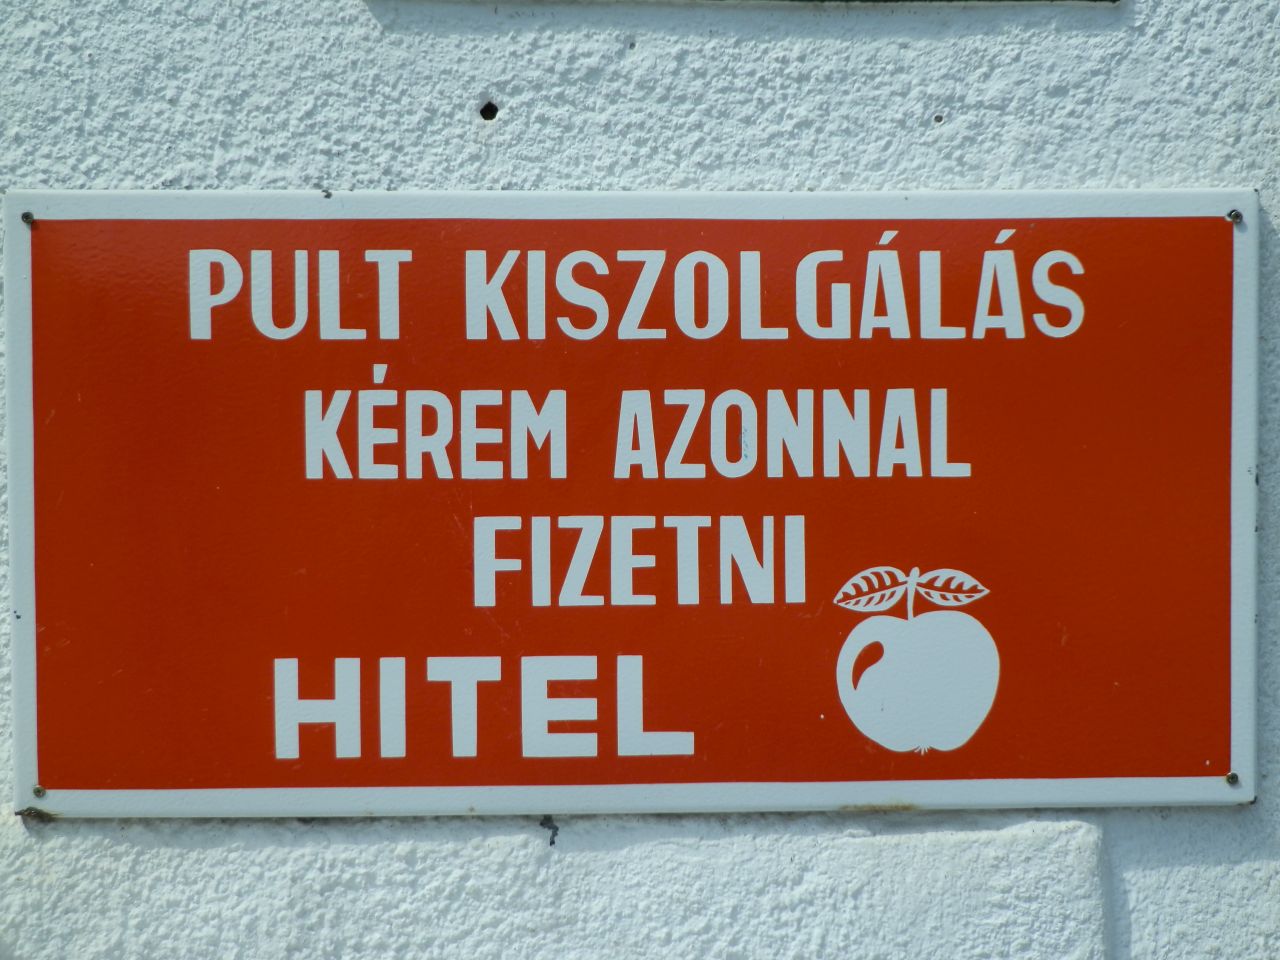 PULT KISZOLGÁLÁS
KÉREM AZONNAL
FIZETNI
HITEL